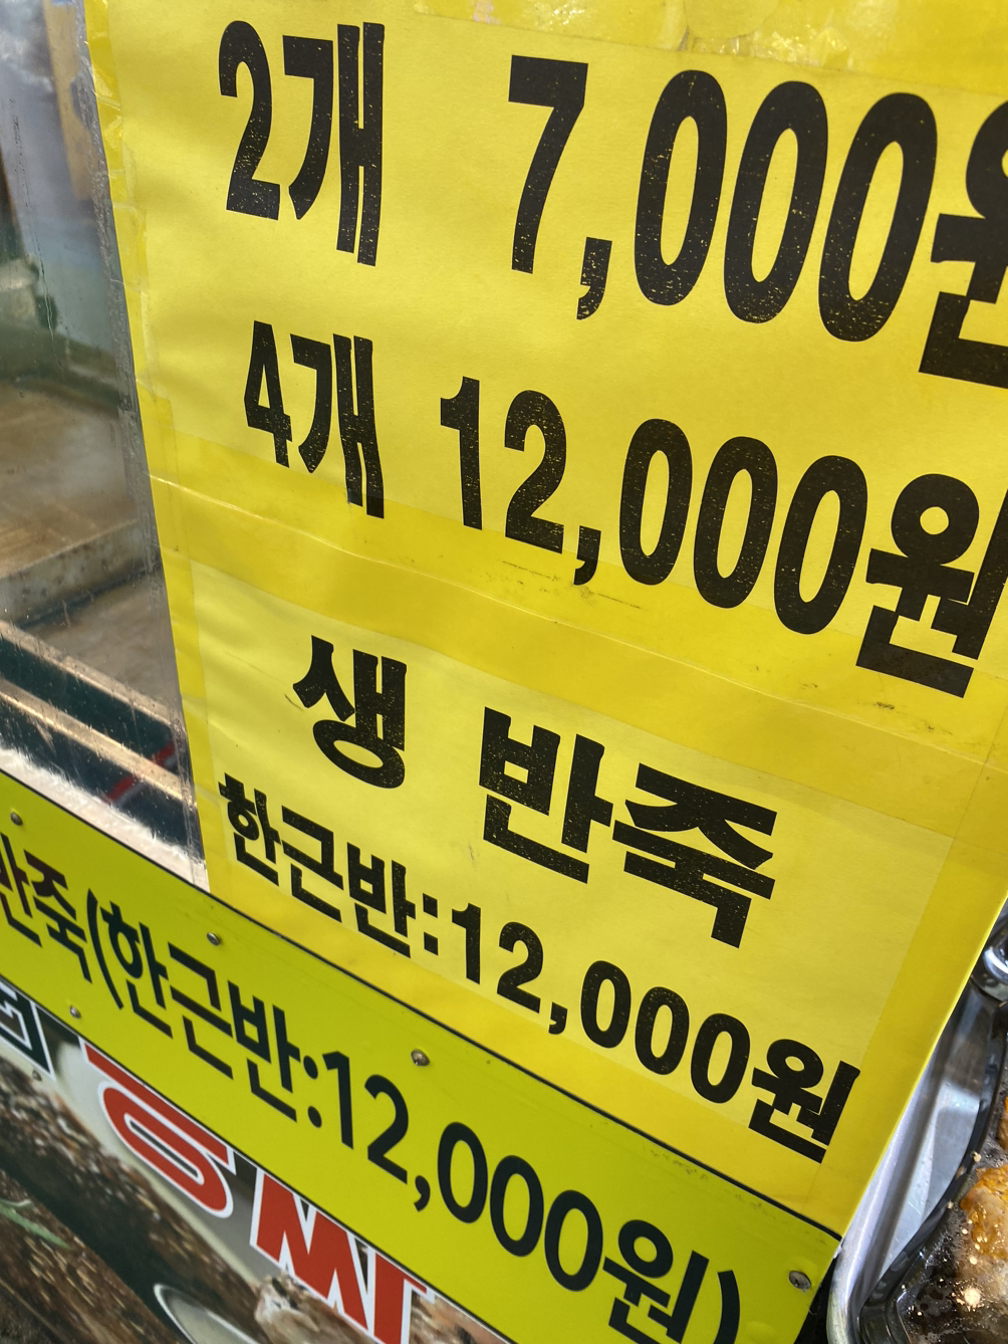 2개 7,000원
4개 12,000원
생 반죽
한근반:12,000원
반죽(한근반:12,000원)